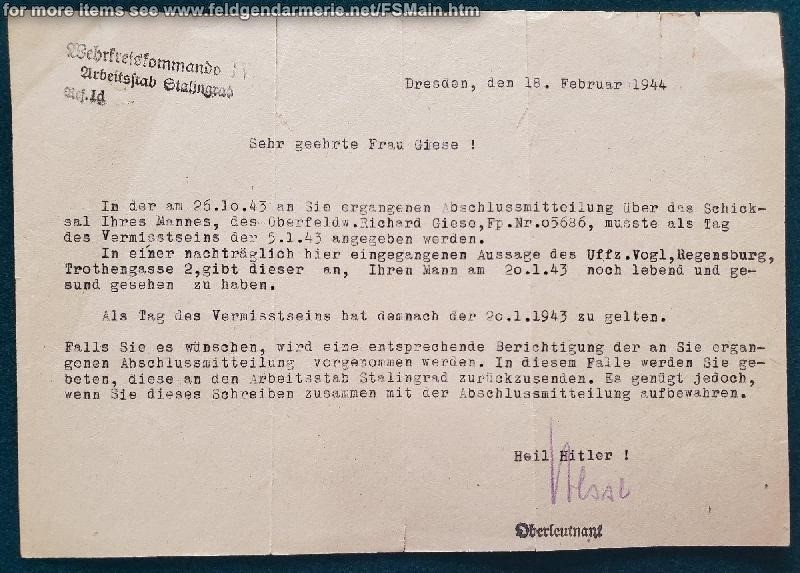 for more items see www.feldgendarmerie.net/FSMain.htm
Wehrkreiskommando
Arbeitsstab Stalingrad
Ref.Id
Dresden, den 18. Februar 1944
Sehr geehrte Frau Giese !
In der am 26.10.43 an Sie ergangenen Abschlussmitteilung über das Schick-
sal Ihres Mannes, des Oberfeldw.Richard Giese,Fp.Nr.05686, musste als Tag
des Vermisstseins der 5.1.43 angegeben werden.
In einer nachträglich hier eingegangenen Aussage des Uffz.Vogl,Regensburg,
Trothengasse 2,gibt dieser an, Ihren Mann am 20.1.43 noch lebend und ge-
sund gesehen zu haben.
Als Tag des Vermisstseins hat demnach der 20.1.1943 zu gelten.
Falls Sie es wünschen, wird eine entsprechende Berichtigung der an Sie ergan-
genen Abschlussmitteilung vorgenommen werden. In diesem Falle werden Sie ge-
beten, diese an den Arbeitsstab Stalingrad zurückzusenden. Es genügt jedoch,
wenn Sie dieses Schreiben zusammen mit der Abschlussmitteilung aufbewahren.
Heil Hitler !
Oberleutnant